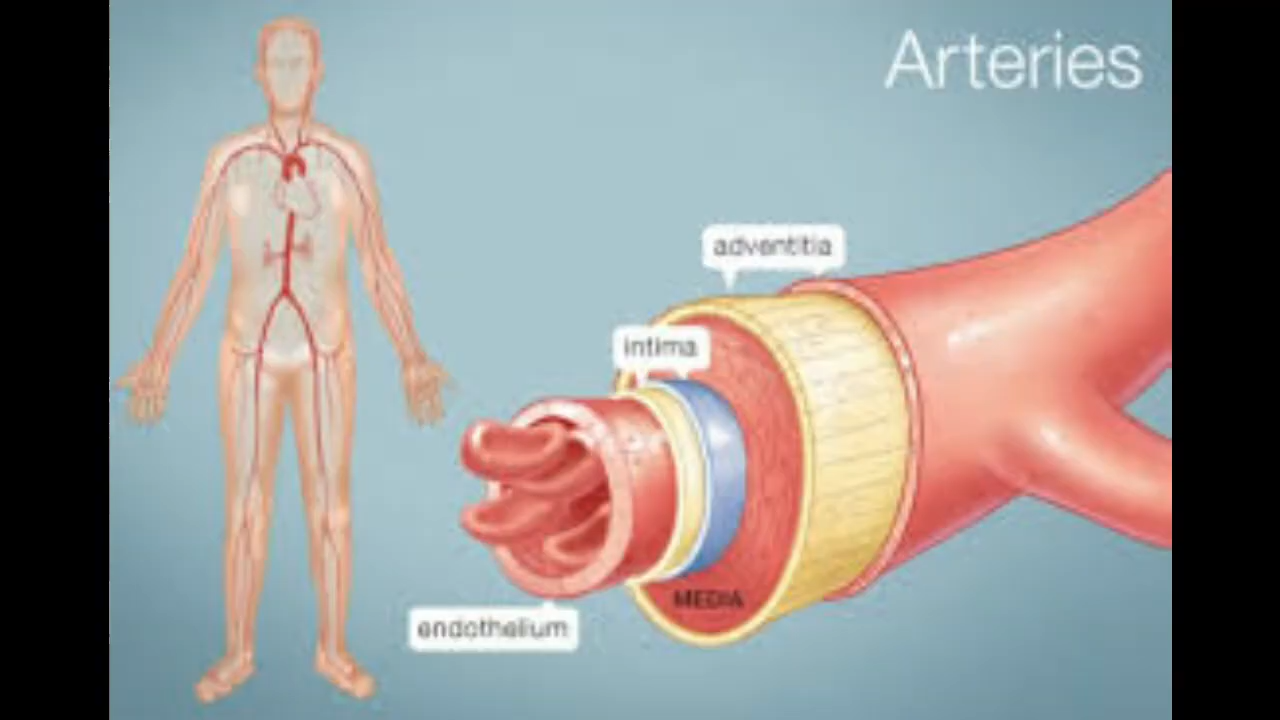 Arteries
adventitia
intima
MEDIA
endothelium